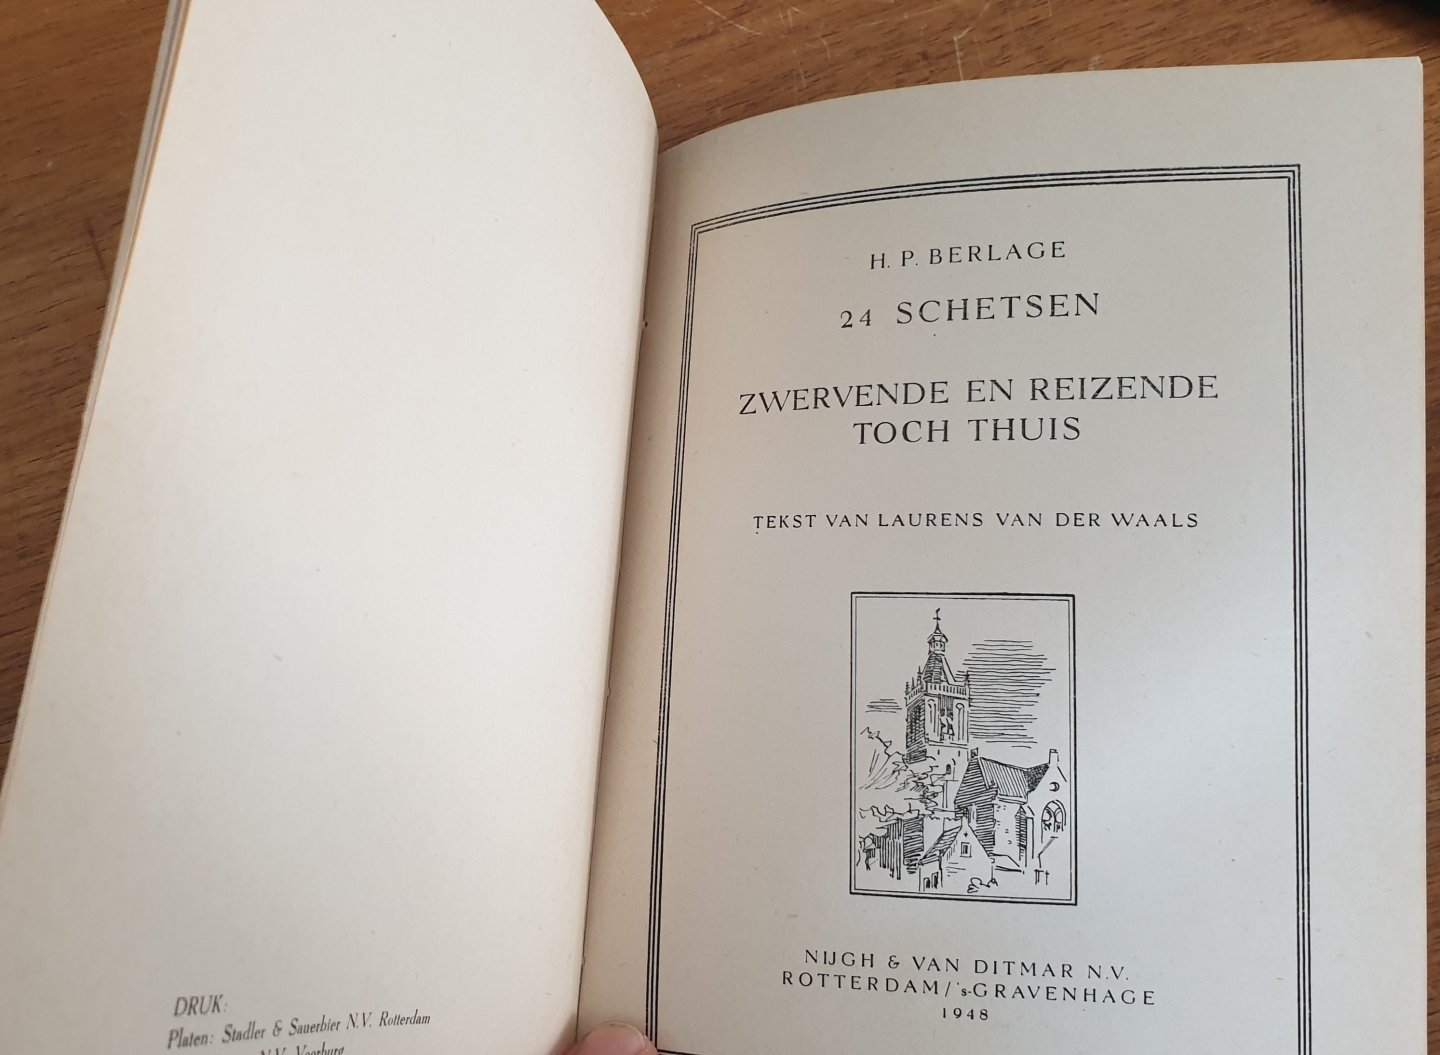 DRUK:
Platen: Stadler & Sauerbier N.V. Rotterdam
N.V. Voorburg
H. P. BERLAGE
24 SCHETSEN
ZWERVENDE EN REIZENDE
TOCH THUIS
TEKST VAN LAURENS VAN DER WAALS
NIJGH & VAN DITMAR N.V.
ROTTERDAM/'s-GRAVENHAGE
1948